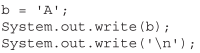 b = 'A';
System.out.write(b);
System.out.write('\n');